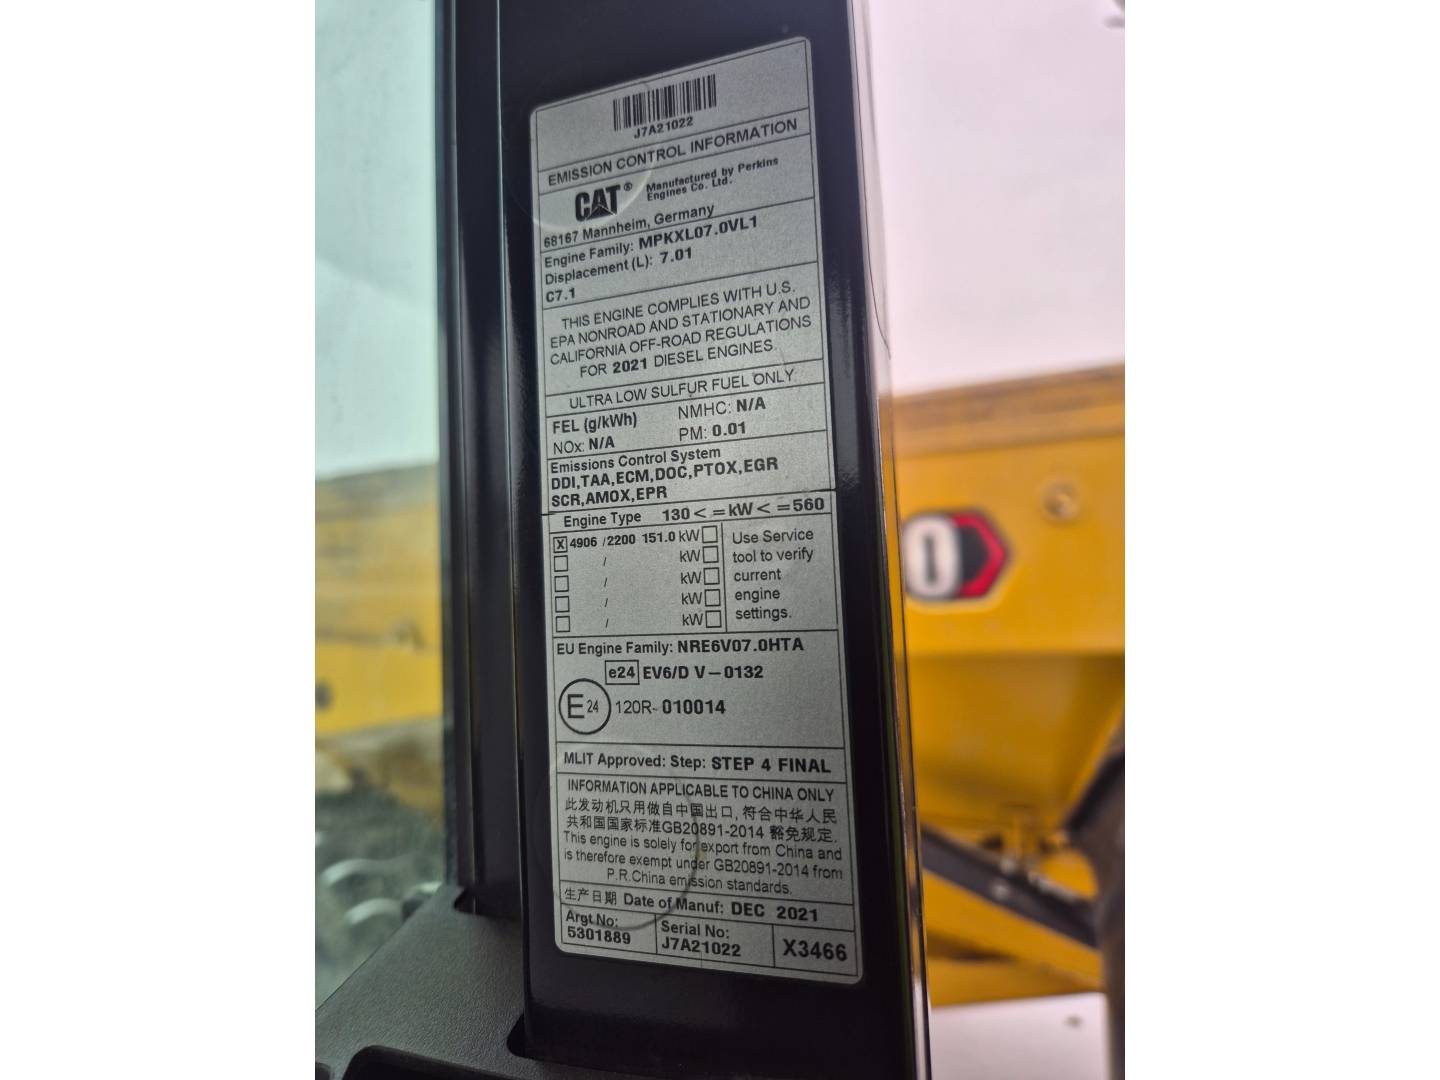 J7A21022
EMISSION CONTROL INFORMATION
CAT® Manufactured by Perkins
Engines Co. Ltd.
68167 Mannheim, Germany
Engine Family: MPKXL07.0VL1
Displacement (L): 7.01
C7.1
THIS ENGINE COMPLIES WITH U.S.
EPA NONROAD AND STATIONARY AND
CALIFORNIA OFF-ROAD REGULATIONS
FOR 2021 DIESEL ENGINES.
ULTRA LOW SULFUR FUEL ONLY
FEL (g/kWh) NMHC: N/A
NOx: N/A PM: 0.01
Emissions Control System
DDI,TAA,ECM,DOC,PTOX,EGR
SCR,AMOX,EPR
Engine Type 130 < = kW < = 560
X 4906 / 2200 151.0 kW Use Service
/ kW tool to verify
/ kW current
/ kW engine
/ kW settings.
EU Engine Family: NRE6V07.0HTA
e24 EV6/D V-0132
E24 120R- 010014
MLIT Approved: Step: STEP 4 FINAL
INFORMATION APPLICABLE TO CHINA ONLY
此发动机只用做自中国出口, 符合中华人民
共和国国家标准GB20891-2014 豁免规定.
This engine is solely for export from China and
is therefore exempt under GB20891-2014 from
P.R.China emission standards.
生产日期 Date of Manuf: DEC 2021
Argt No: Serial No:
5301889 J7A21022 X3466
0